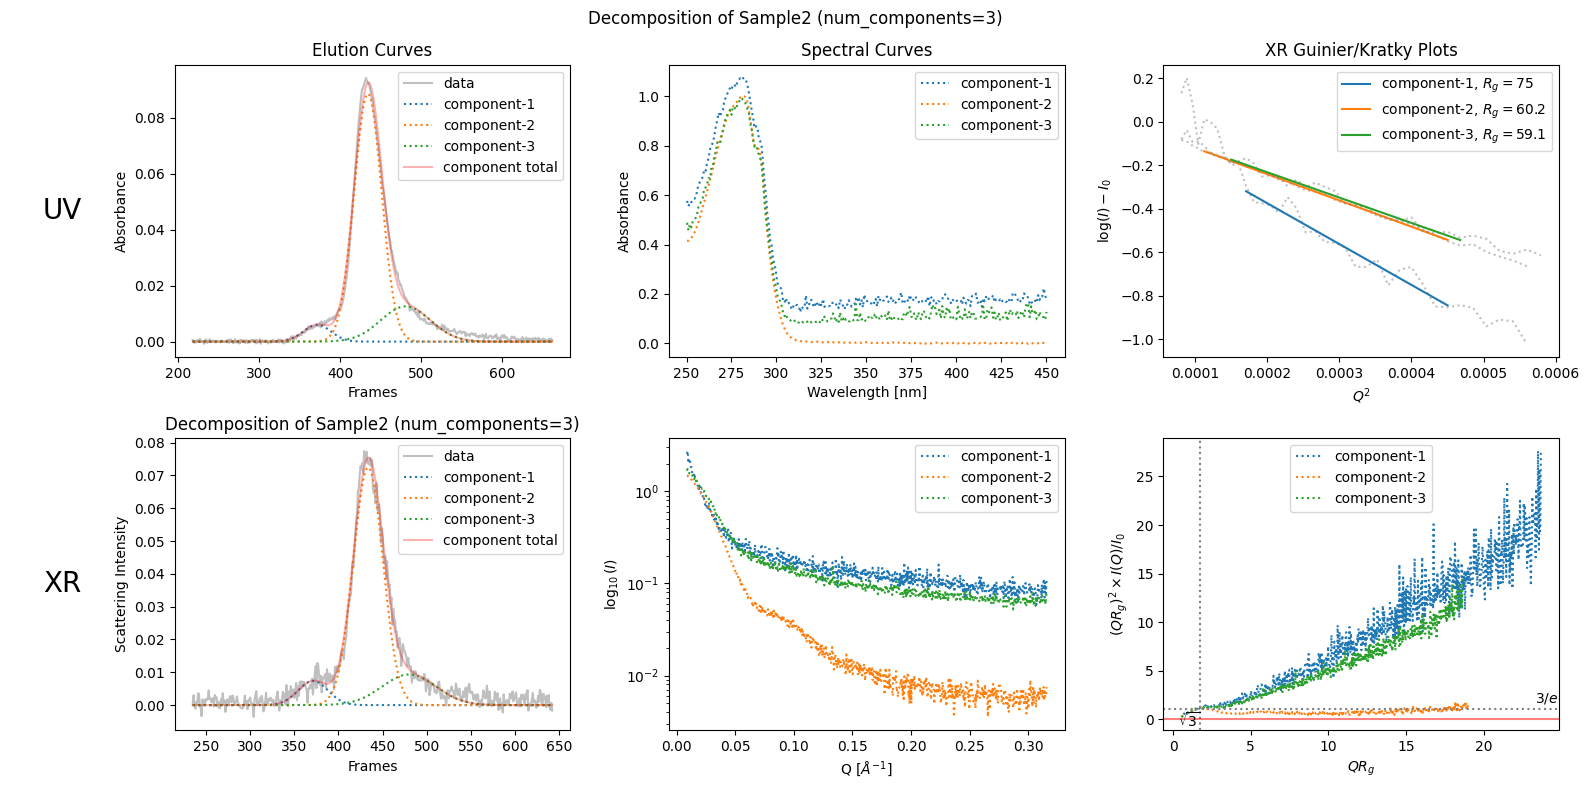 Decomposition of Sample2 (num_components=3)
UV
Elution Curves
Absorbance
0.08
0.06
0.04
0.02
0.00
data
component-1
component-2
component-3
component total
200 300 400 500 600
Frames
Spectral Curves
Absorbance
1.0
0.8
0.6
0.4
0.2
0.0
component-1
component-2
component-3
250 275 300 325 350 375 400 425 450
Wavelength [nm]
XR Guinier/Kratky Plots
log(I) − I₀
0.2
0.0
−0.2
−0.4
−0.6
−0.8
−1.0
component-1, Rg = 75
component-2, Rg = 60.2
component-3, Rg = 59.1
0.0001 0.0002 0.0003 0.0004 0.0005 0.0006
Q²
XR
Decomposition of Sample2 (num_components=3)
Scattering Intensity
0.08
0.07
0.06
0.05
0.04
0.03
0.02
0.01
0.00
data
component-1
component-2
component-3
component total
250 300 350 400 450 500 550 600 650
Frames
log₁₀(I)
10⁰
10⁻¹
10⁻²
component-1
component-2
component-3
0.00 0.05 0.10 0.15 0.20 0.25 0.30
Q [Å⁻¹]
(QRg)² × I(Q)/I₀
25
20
15
10
5
0
component-1
component-2
component-3
3/e
√3
0 5 10 15 20
QRg